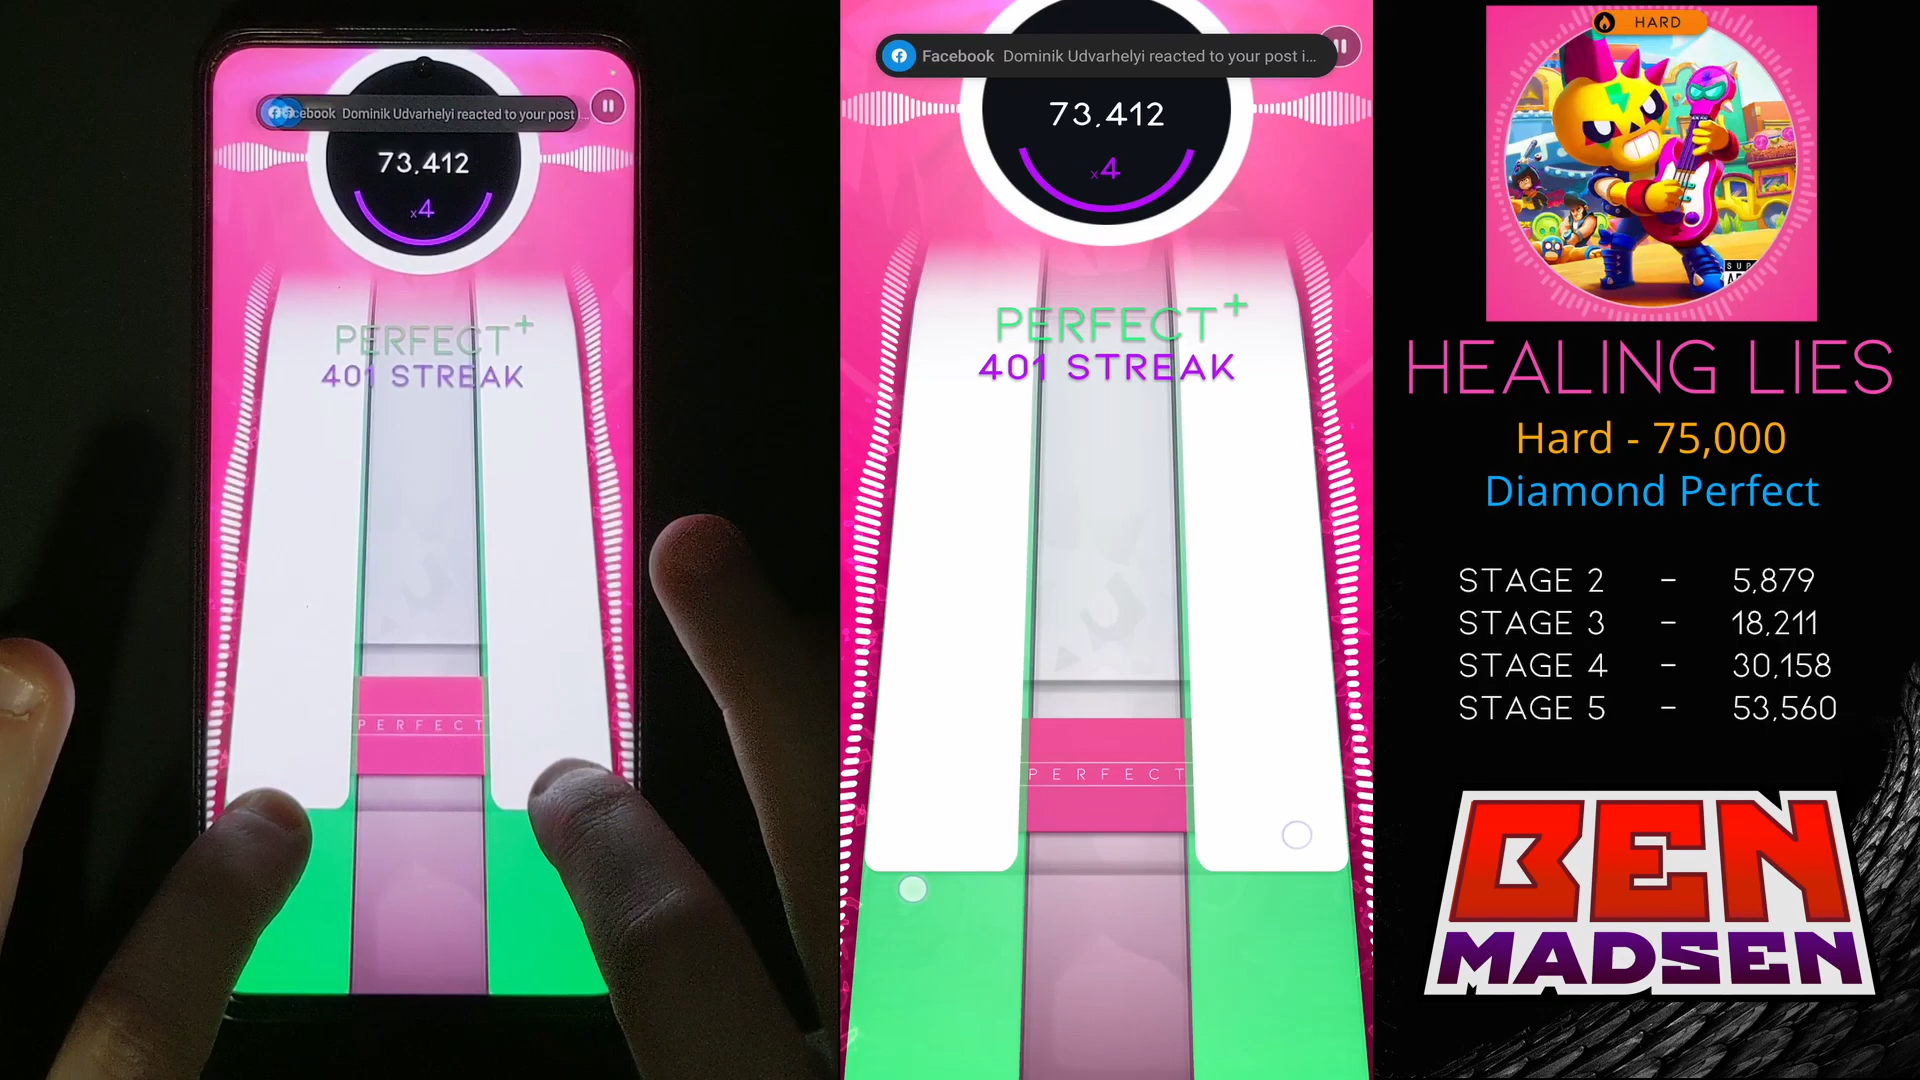 Facebook Dominik Udvarhelyi reacted to your post i...
73,412
x4
PERFECT+
401 STREAK
PERFECT
Facebook Dominik Udvarhelyi reacted to your post i...
73,412
x4
PERFECT+
401 STREAK
PERFECT
HARD
HEALING LIES
Hard - 75,000
Diamond Perfect
STAGE 2 - 5,879
STAGE 3 - 18,211
STAGE 4 - 30,158
STAGE 5 - 53,560
BEN
MADSEN